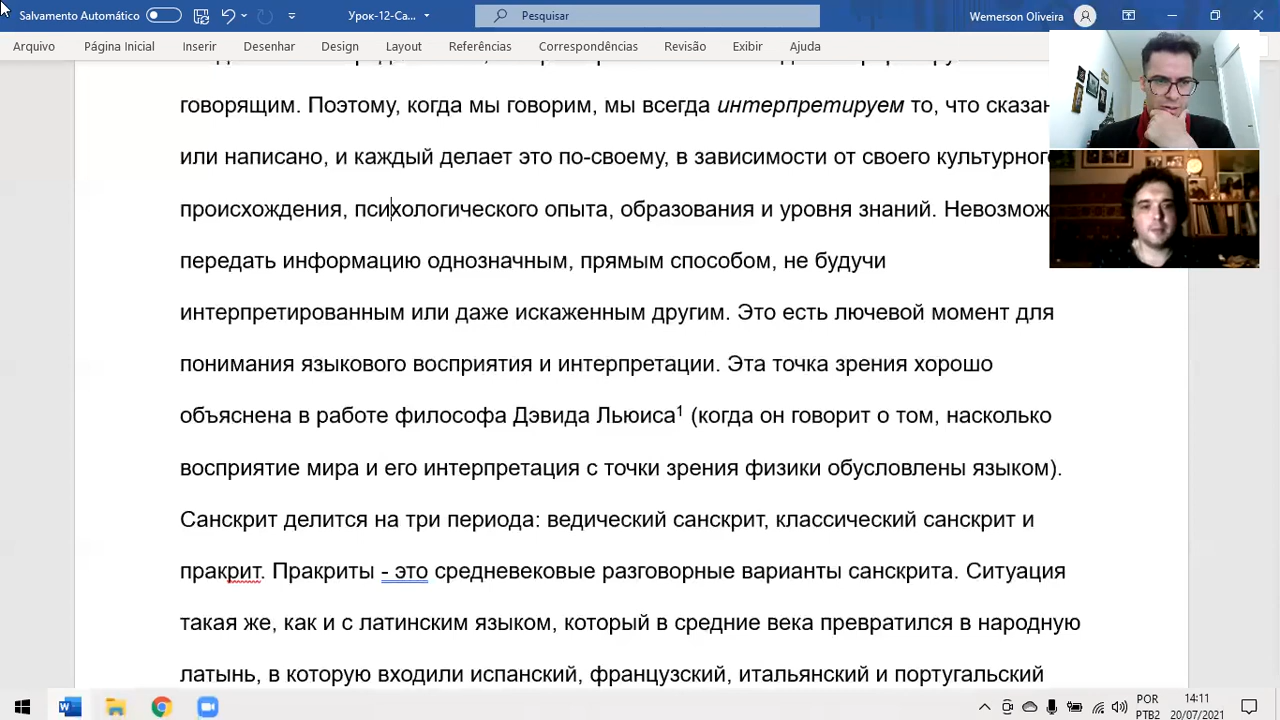 Salvamento Automático
Урок-12-Са...
Pesquisar
Wemerson Oliveira
Arquivo Página Inicial Inserir Desenhar Design Layout Referências Correspondências Revisão Exibir Ajuda
говорящим. Поэтому, когда мы говорим, мы всегда интерпретируем то, что сказан
или написано, и каждый делает это по-своему, в зависимости от своего культурног
происхождения, психологического опыта, образования и уровня знаний. Невозмож
передать информацию однозначным, прямым способом, не будучи
интерпретированным или даже искаженным другим. Это есть лючевой момент для
понимания языкового восприятия и интерпретации. Эта точка зрения хорошо
объяснена в работе философа Дэвида Льюиса¹ (когда он говорит о том, насколько
восприятие мира и его интерпретация с точки зрения физики обусловлены языком).
Санскрит делится на три периода: ведический санскрит, классический санскрит и
пракрит. Пракриты - это средневековые разговорные варианты санскрита. Ситуация
такая же, как и с латинским языком, который в средние века превратился в народную
латынь, в которую входили испанский, французский, итальянский и португальский
POR
PTB2
14:11
20/07/2021